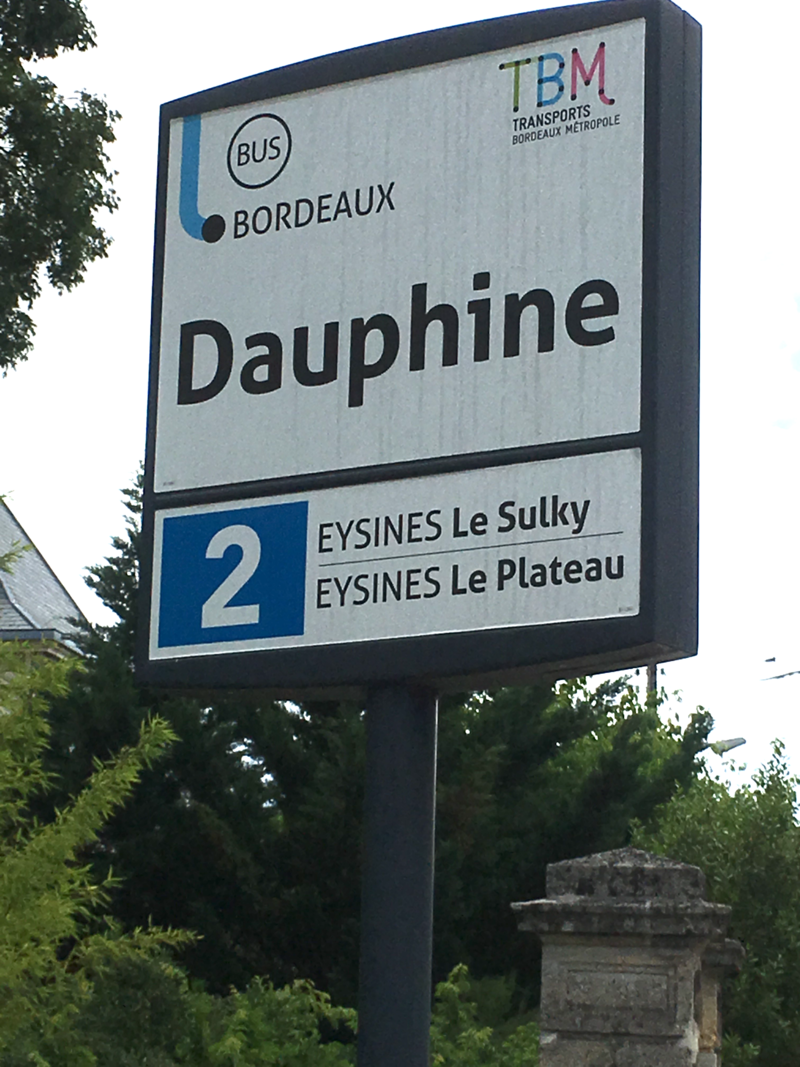 TBM
TRANSPORTS
BORDEAUX MÉTROPOLE
BUS
BORDEAUX
Dauphine
2
EYSINES Le Sulky
EYSINES Le Plateau